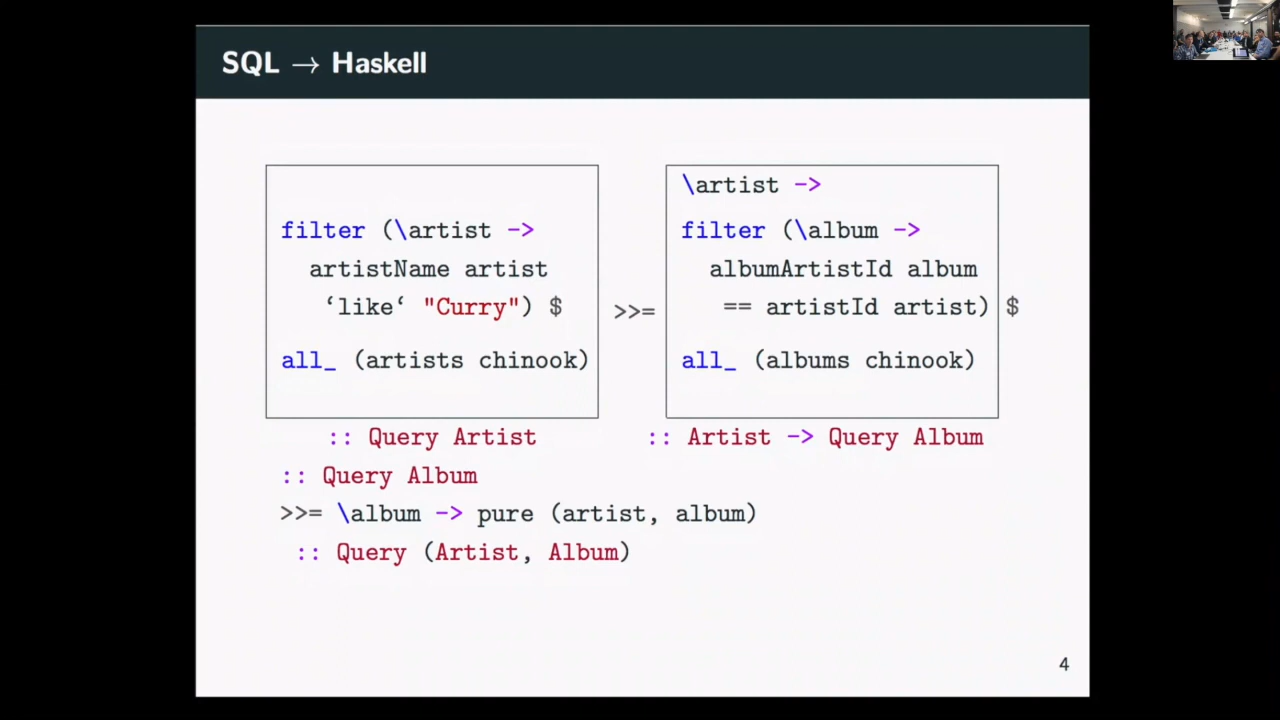 SQL → Haskell
filter (\artist ->
artistName artist
‘like‘ "Curry") $
all_ (artists chinook)
>>=
\artist ->
filter (\album ->
albumArtistId album
== artistId artist) $
all_ (albums chinook)
:: Query Artist
:: Artist -> Query Album
:: Query Album
>>= \album -> pure (artist, album)
:: Query (Artist, Album)
4